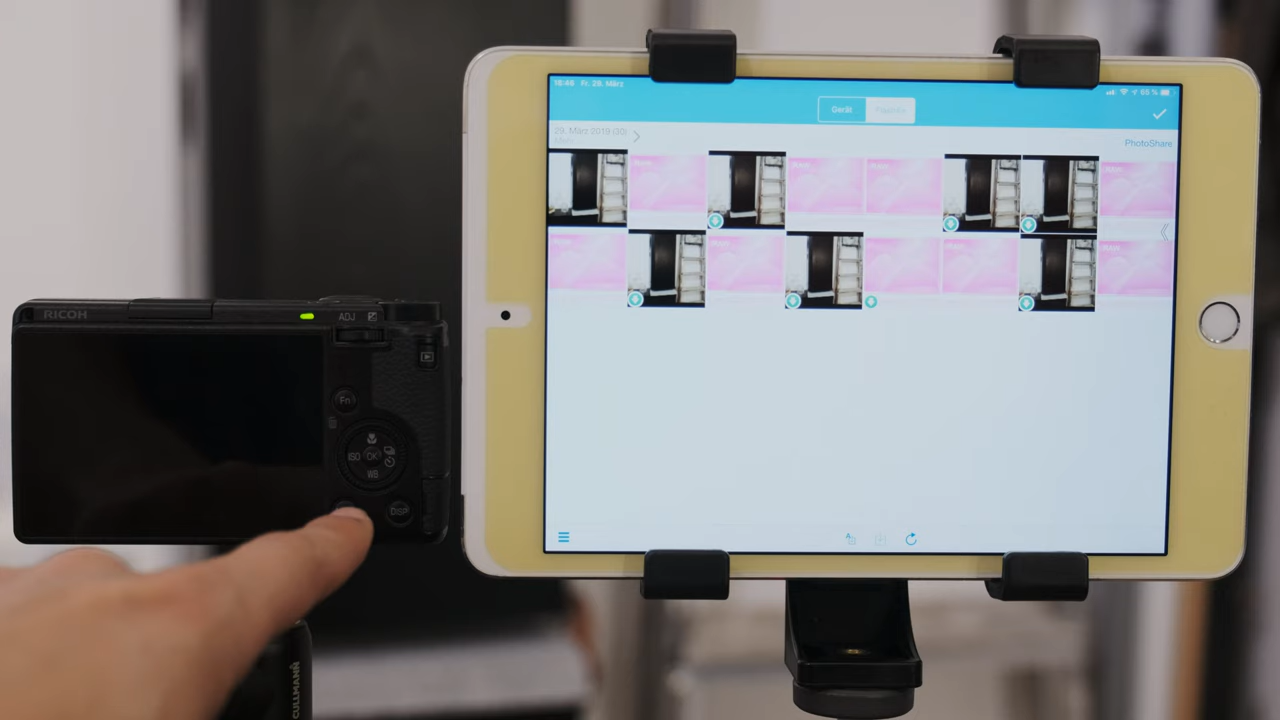 RICOH
ADJ
Fn
ISO
OK
WB
DISP
CULLMANN
16:46 Fr. 29. März
65 %
Gerät
29. März 2019 (30)
PhotoShare